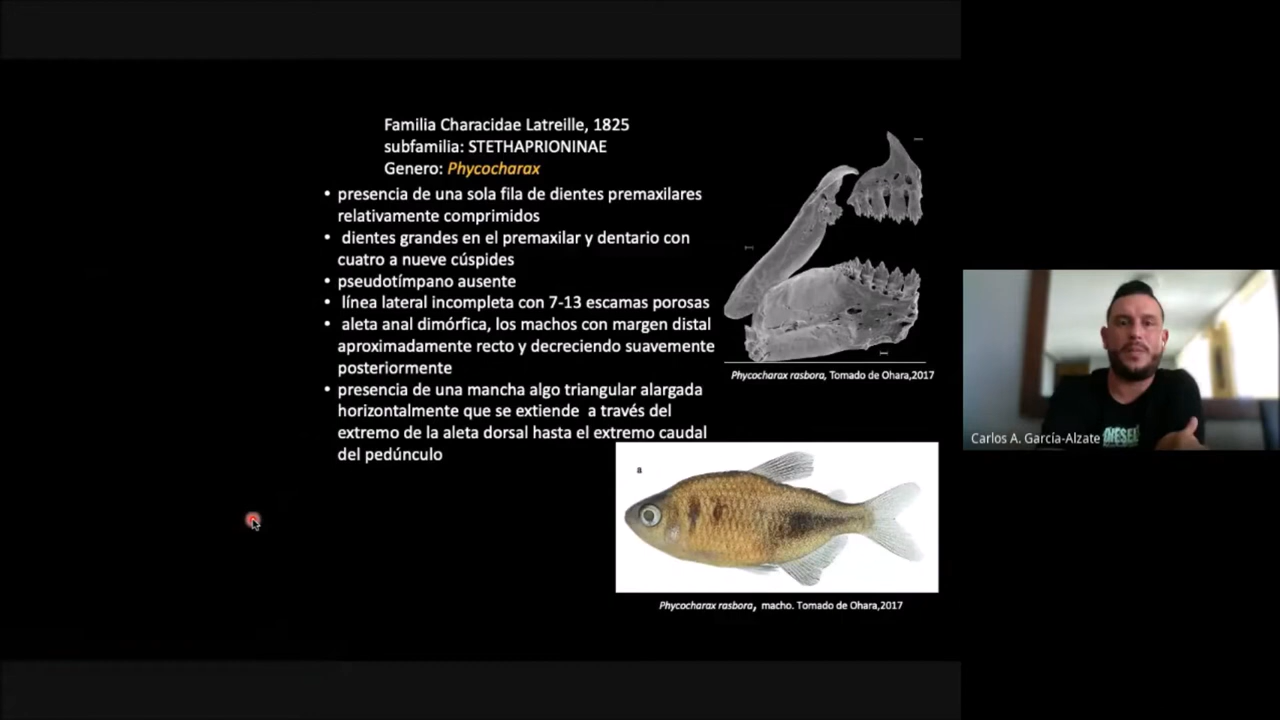 Familia Characidae Latreille, 1825
subfamilia: STETHAPRIONINAE
Genero: Phycocharax
• presencia de una sola fila de dientes premaxilares
relativamente comprimidos
• dientes grandes en el premaxilar y dentario con
cuatro a nueve cúspides
• pseudotímpano ausente
• línea lateral incompleta con 7-13 escamas porosas
• aleta anal dimórfica, los machos con margen distal
aproximadamente recto y decreciendo suavemente
posteriormente
• presencia de una mancha algo triangular alargada
horizontalmente que se extiende a través del
extremo de la aleta dorsal hasta el extremo caudal
del pedúnculo
Phycocharax rasbora, Tomado de Ohara,2017
a
Phycocharax rasbora, macho. Tomado de Ohara,2017
Carlos A. García-Alzate
DIESEL